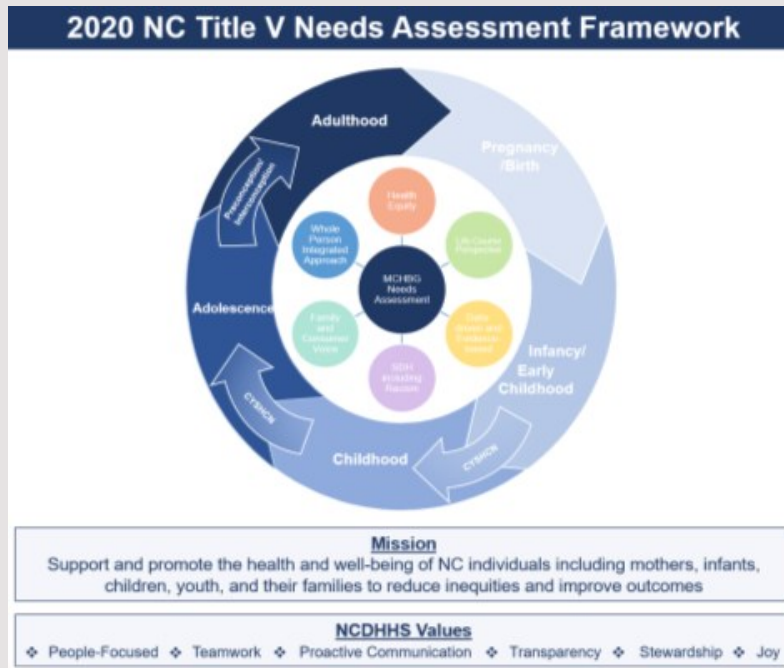 2020 NC Title V Needs Assessment Framework
Adulthood
Pregnancy
/Birth
Preconception/
Interconception
Health
Equity
Whole
Person
Integrated
Approach
Life Course
Perspective
MCHBG
Needs
Assessment
Adolescence
Family
and
Consumer
Voice
Data-
driven and
Evidence-
based
Infancy/
Early
Childhood
SDH
including
Racism
CYSHCN
Childhood
CYSHCN
Mission
Support and promote the health and well-being of NC individuals including mothers, infants,
children, youth, and their families to reduce inequities and improve outcomes
NCDHHS Values
❖ People-Focused ❖ Teamwork ❖ Proactive Communication ❖ Transparency ❖ Stewardship ❖ Joy